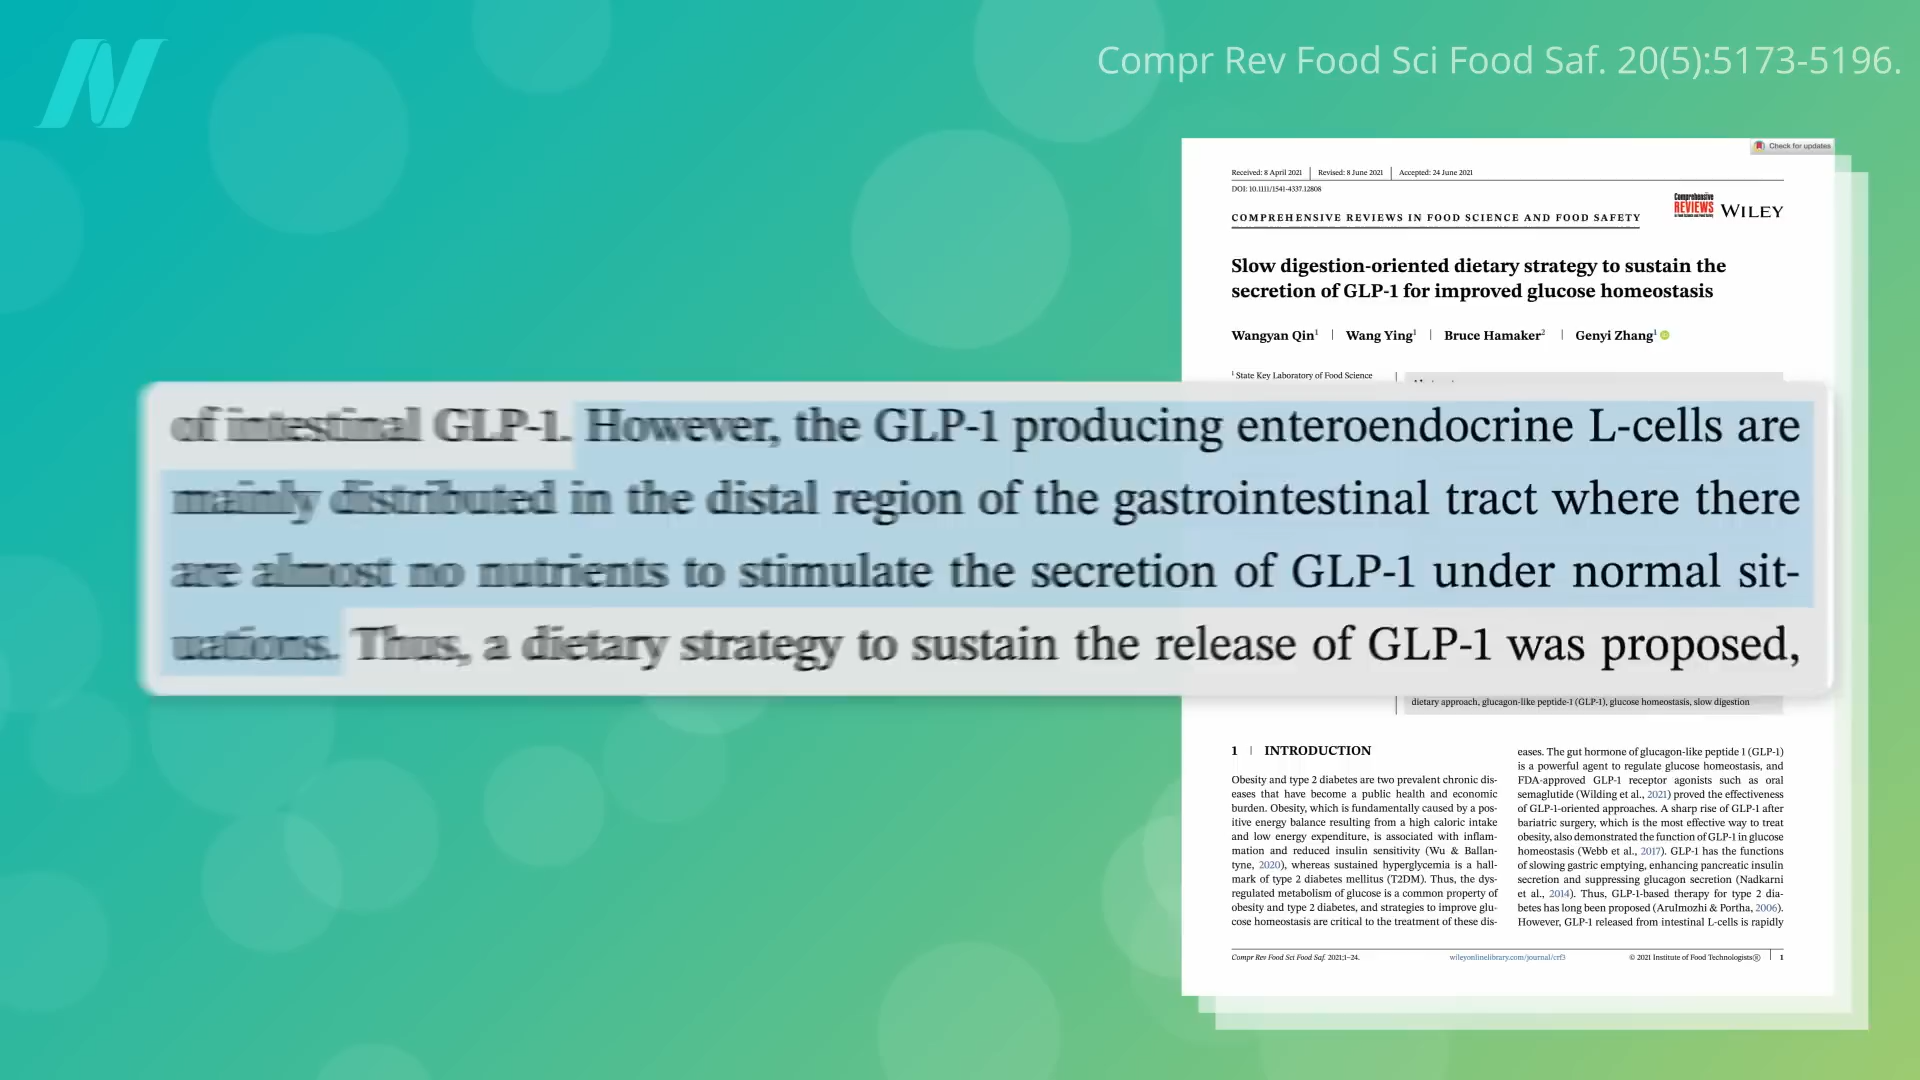 Compr Rev Food Sci Food Saf. 20(5):5173-5196.
Check for updates
Received: 8 April 2021 | Revised: 8 June 2021 | Accepted: 24 June 2021
DOI: 10.1111/1541-4337.12808
COMPREHENSIVE REVIEWS IN FOOD SCIENCE AND FOOD SAFETY
Comprehensive
REVIEWS
WILEY
Slow digestion-oriented dietary strategy to sustain the
secretion of GLP-1 for improved glucose homeostasis
Wangyan Qin1 | Wang Ying1 | Bruce Hamaker2 | Genyi Zhang1
1 State Key Laboratory of Food Science
of intestinal GLP-1. However, the GLP-1 producing enteroendocrine L-cells are
mainly distributed in the distal region of the gastrointestinal tract where there
are almost no nutrients to stimulate the secretion of GLP-1 under normal sit-
uations. Thus, a dietary strategy to sustain the release of GLP-1 was proposed,
dietary approach, glucagon-like peptide-1 (GLP-1), glucose homeostasis, slow digestion
1 | INTRODUCTION
Obesity and type 2 diabetes are two prevalent chronic dis-
eases that have become a public health and economic
burden. Obesity, which is fundamentally caused by a pos-
itive energy balance resulting from a high caloric intake
and low energy expenditure, is associated with inflam-
mation and reduced insulin sensitivity (Wu & Ballan-
tyne, 2020), whereas sustained hyperglycemia is a hall-
mark of type 2 diabetes mellitus (T2DM). Thus, the dys-
regulated metabolism of glucose is a common property of
obesity and type 2 diabetes, and strategies to improve glu-
cose homeostasis are critical to the treatment of these dis-
eases. The gut hormone of glucagon-like peptide 1 (GLP-1)
is a powerful agent to regulate glucose homeostasis, and
FDA-approved GLP-1 receptor agonists such as oral
semaglutide (Wilding et al., 2021) proved the effectiveness
of GLP-1-oriented approaches. A sharp rise of GLP-1 after
bariatric surgery, which is the most effective way to treat
obesity, also demonstrated the function of GLP-1 in glucose
homeostasis (Webb et al., 2017). GLP-1 has the functions
of slowing gastric emptying, enhancing pancreatic insulin
secretion and suppressing glucagon secretion (Nadkarni
et al., 2014). Thus, GLP-1-based therapy for type 2 dia-
betes has long been proposed (Arulmozhi & Portha, 2006).
However, GLP-1 released from intestinal L-cells is rapidly
Compr Rev Food Sci Food Saf. 2021;1–24.
wileyonlinelibrary.com/journal/crf3
© 2021 Institute of Food Technologists® | 1